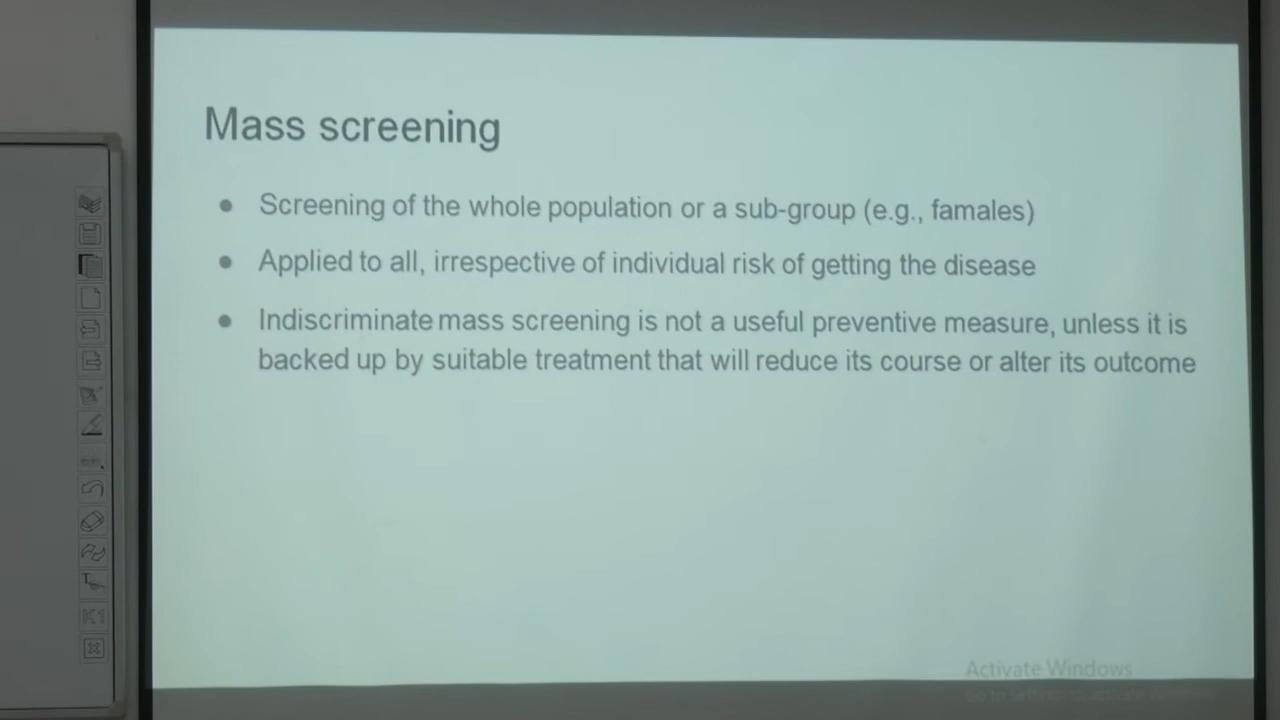 Mass screening
● Screening of the whole population or a sub-group (e.g., famales)
● Applied to all, irrespective of individual risk of getting the disease
● Indiscriminate mass screening is not a useful preventive measure, unless it is
backed up by suitable treatment that will reduce its course or alter its outcome
K1
Activate Windows